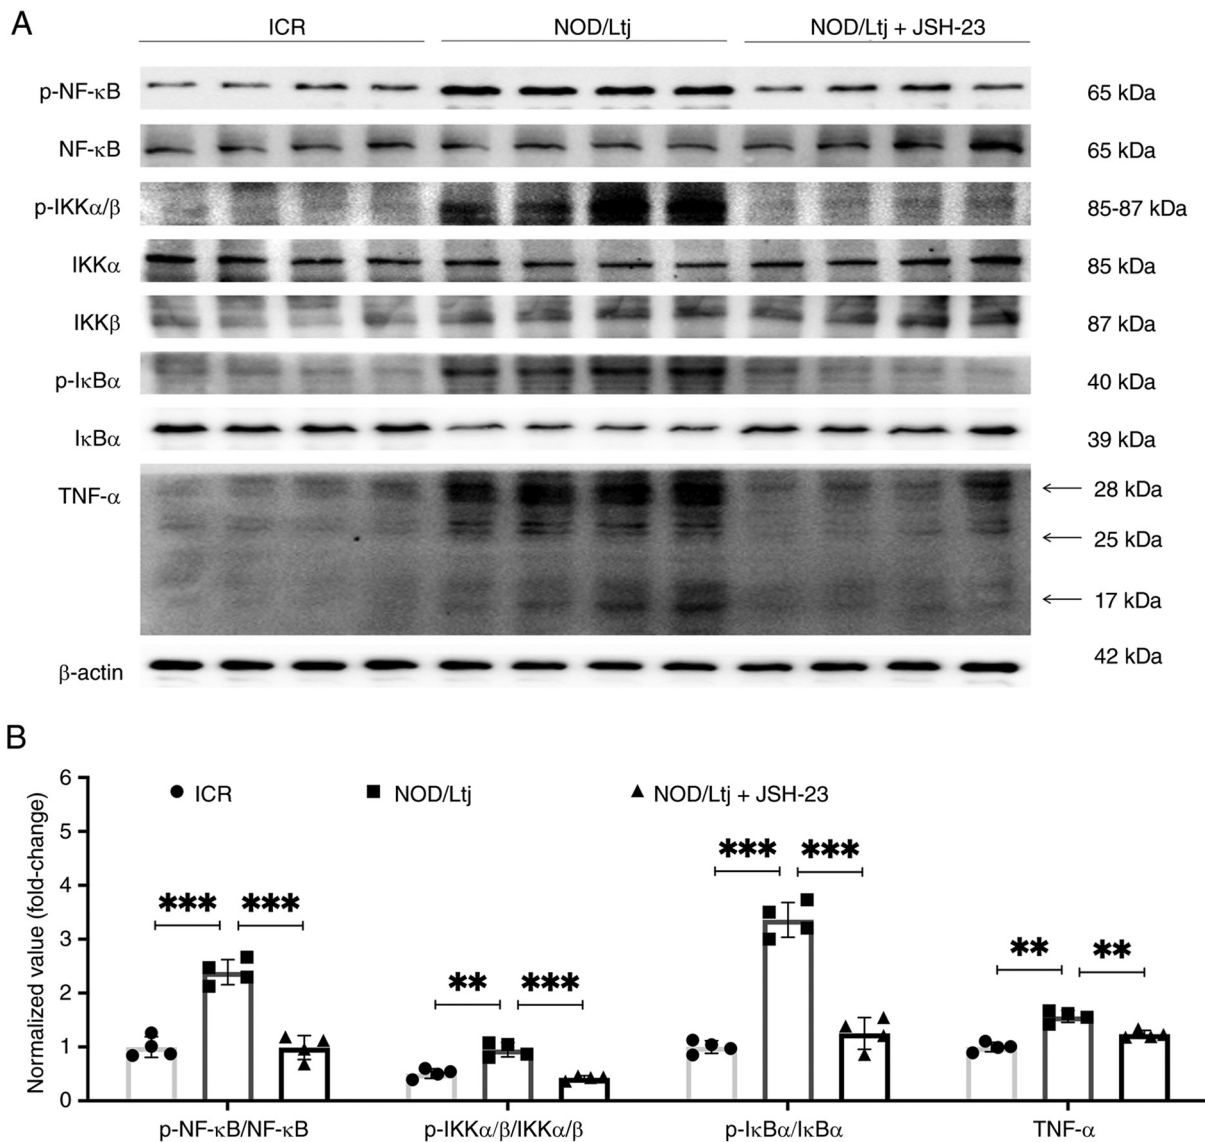 A
ICR NOD/Ltj NOD/Ltj + JSH-23
p-NF-κB 65 kDa
NF-κB 65 kDa
p-IKKα/β 85-87 kDa
IKKα 85 kDa
IKKβ 87 kDa
p-IκBα 40 kDa
IκBα 39 kDa
TNF-α 28 kDa
25 kDa
17 kDa
β-actin 42 kDa
B
Normalized value (fold-change)
6
5
4
3
2
1
0
ICR NOD/Ltj NOD/Ltj + JSH-23
*** ***
** ***
*** ***
** **
p-NF-κB/NF-κB p-IKKα/β/IKKα/β p-IκBα/IκBα TNF-α